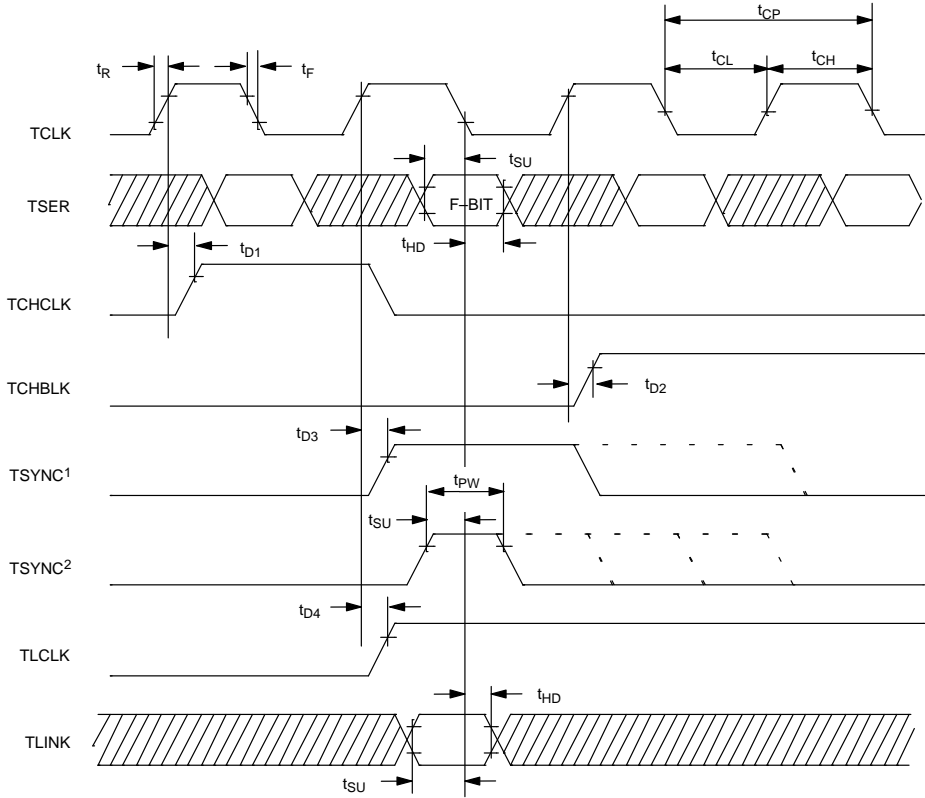 tCP
tR
tF
tCL
tCH
TCLK
tSU
TSER
F–BIT
tHD
tD1
TCHCLK
TCHBLK
tD2
tD3
TSYNC1
tPW
tSU
TSYNC2
tD4
TLCLK
tHD
TLINK
tSU